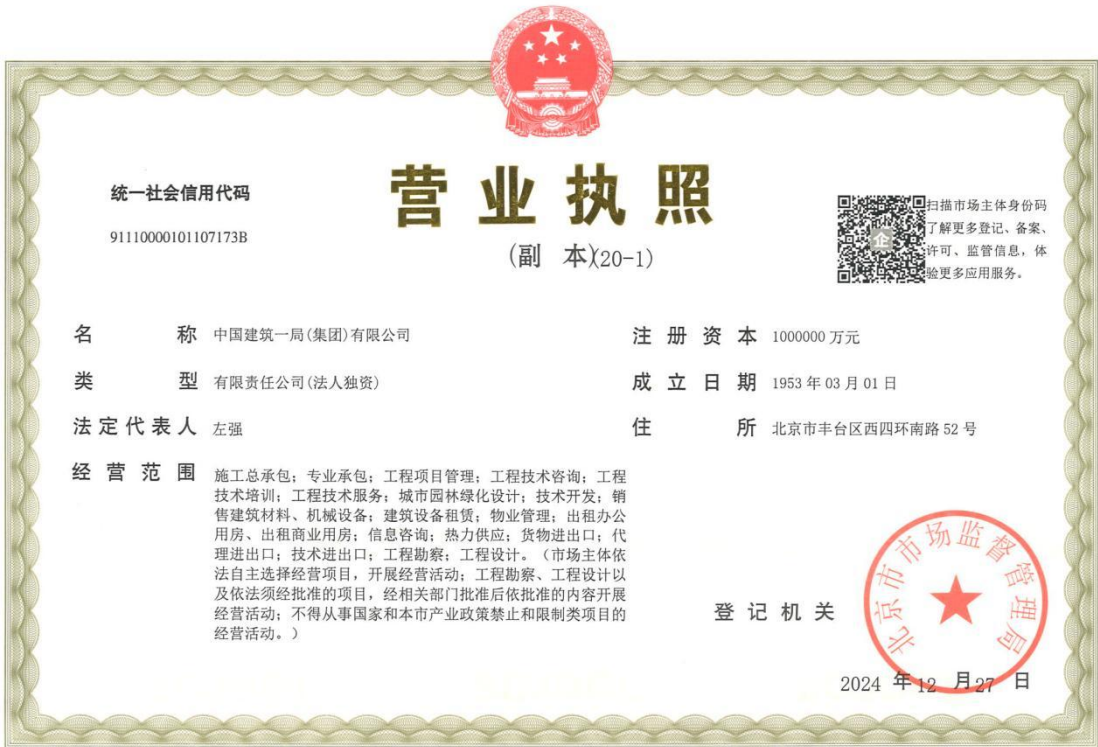 营业执照
(副 本)(20-1)
统一社会信用代码
91110000101107173B
扫描市场主体身份码
了解更多登记、备案、
许可、监管信息，体
验更多应用服务。
企
名 称 中国建筑一局(集团)有限公司
类 型 有限责任公司(法人独资)
法定代表人 左强
经营范围 施工总承包；专业承包；工程项目管理；工程技术咨询；工程
技术培训；工程技术服务；城市园林绿化设计；技术开发；销
售建筑材料、机械设备；建筑设备租赁；物业管理；出租办公
用房、出租商业用房；信息咨询；热力供应；货物进出口；代
理进出口；技术进出口；工程勘察；工程设计。（市场主体依
法自主选择经营项目，开展经营活动；工程勘察、工程设计以
及依法须经批准的项目，经相关部门批准后依批准的内容开展
经营活动；不得从事国家和本市产业政策禁止和限制类项目的
经营活动。）
注册资本 1000000万元
成立日期 1953年03月01日
住 所 北京市丰台区西四环南路52号
登记机关
北京市市场监督管理局
2024 年12 月27 日